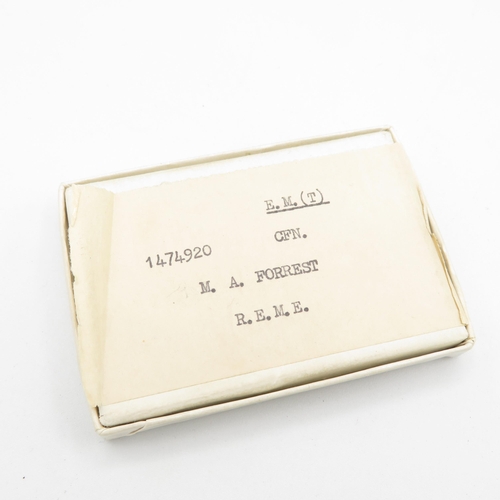 E.M.(T)
1474920 CFN.
M. A. FORREST
R.E.M.E.